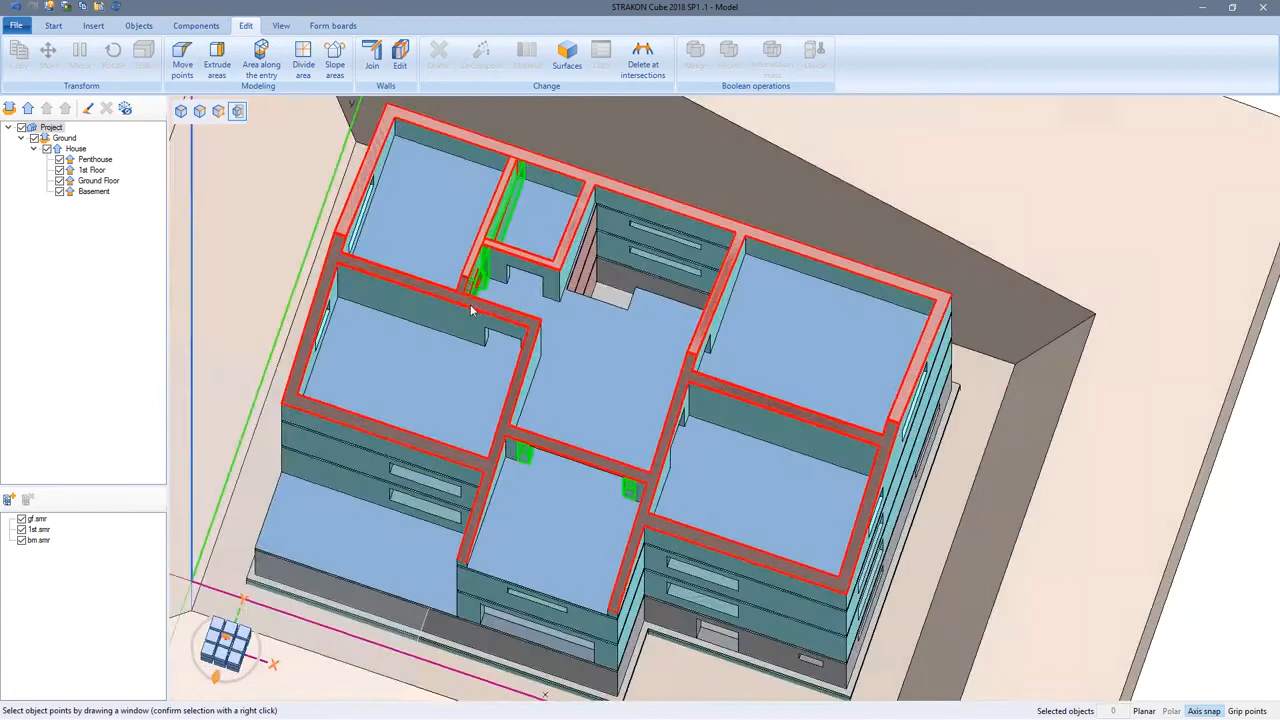 STRAKON Cube 2018 SP1 .1 - Model
File Start Insert Objects Components Edit View Form boards
Move points
Extrude areas
Area along the entry
Divide area
Slope areas
Join
Edit
Surfaces
Delete at intersections
Transform Modeling Walls Change Boolean operations
Project
Ground
House
Penthouse
1st Floor
Ground Floor
Basement
gf.smr
1st.smr
bm.smr
X
X
Select object points by drawing a window (confirm selection with a right click)
Selected objects 0 Planar Polar Axis snap Grip points